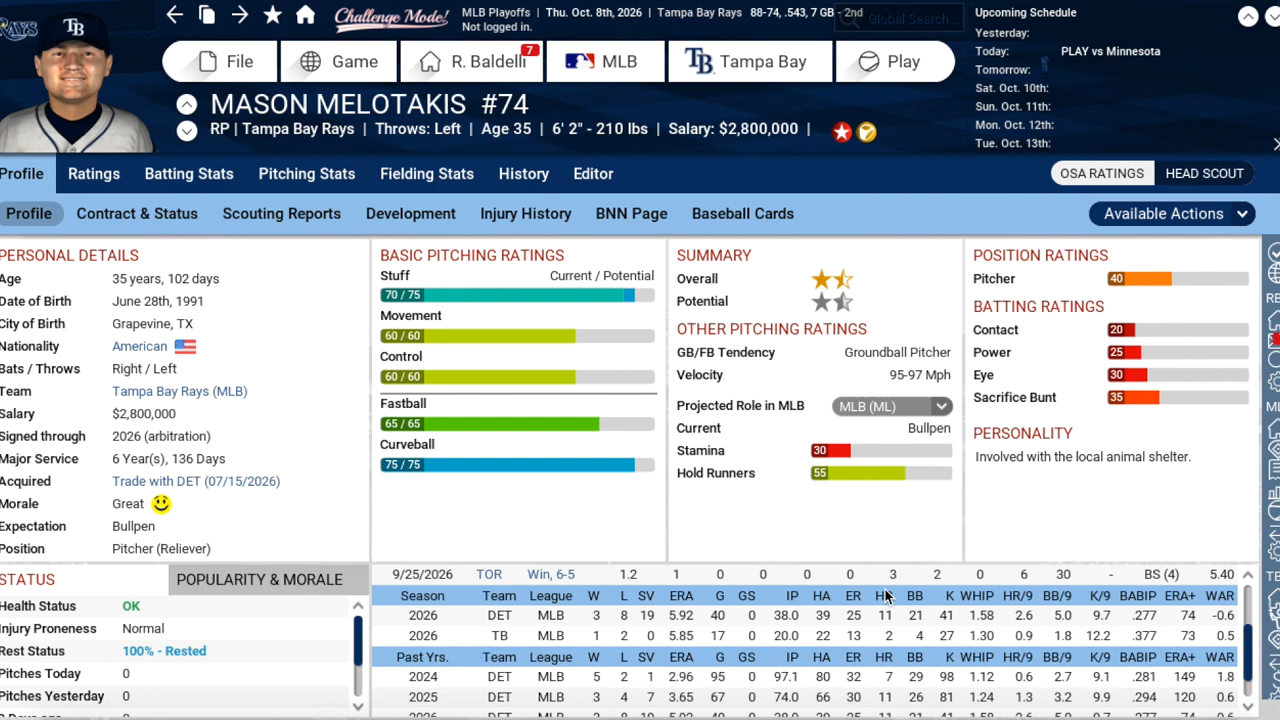 RAYS
TB
Challenge Mode!
MLB Playoffs | Thu. Oct. 8th, 2026 | Tampa Bay Rays 88-74, .543, 7 GB - 2nd
Not logged in.
Global Search...
Upcoming Schedule
Yesterday:
Today: PLAY vs Minnesota
Tomorrow:
Sat. Oct. 10th:
Sun. Oct. 11th:
Mon. Oct. 12th:
Tue. Oct. 13th:
File
Game
R. Baldelli 7
MLB
Tampa Bay
Play
MASON MELOTAKIS #74
RP | Tampa Bay Rays | Throws: Left | Age 35 | 6' 2" - 210 lbs | Salary: $2,800,000 |
Profile Ratings Batting Stats Pitching Stats Fielding Stats History Editor
OSA RATINGS HEAD SCOUT
Profile Contract & Status Scouting Reports Development Injury History BNN Page Baseball Cards
Available Actions
PERSONAL DETAILS
Age 35 years, 102 days
Date of Birth June 28th, 1991
City of Birth Grapevine, TX
Nationality American
Bats / Throws Right / Left
Team Tampa Bay Rays (MLB)
Salary $2,800,000
Signed through 2026 (arbitration)
Major Service 6 Year(s), 136 Days
Acquired Trade with DET (07/15/2026)
Morale Great
Expectation Bullpen
Position Pitcher (Reliever)
BASIC PITCHING RATINGS
Stuff Current / Potential
70 / 75
Movement
60 / 60
Control
60 / 60
Fastball
65 / 65
Curveball
75 / 75
SUMMARY
Overall
Potential
OTHER PITCHING RATINGS
GB/FB Tendency Groundball Pitcher
Velocity 95-97 Mph
Projected Role in MLB MLB (ML)
Current Bullpen
Stamina 30
Hold Runners 55
POSITION RATINGS
Pitcher 40
BATTING RATINGS
Contact 20
Power 25
Eye 30
Sacrifice Bunt 35
PERSONALITY
Involved with the local animal shelter.
STATUS POPULARITY & MORALE
Health Status OK
Injury Proneness Normal
Rest Status 100% - Rested
Pitches Today 0
Pitches Yesterday 0
9/25/2026 TOR Win, 6-5 1.2 1 0 0 0 0 3 2 0 6 30 - BS (4) 5.40
Season Team League W L SV ERA G GS IP HA ER HR BB K WHIP HR/9 BB/9 K/9 BABIP ERA+ WAR
2026 DET MLB 3 8 19 5.92 40 0 38.0 39 25 11 21 41 1.58 2.6 5.0 9.7 .277 73 -0.6
2026 TB MLB 1 2 0 5.85 17 0 20.0 22 13 2 4 27 1.30 0.9 1.8 12.2 .377 73 0.5
Past Yrs. Team League W L SV ERA G GS IP HA ER HR BB K WHIP HR/9 BB/9 K/9 BABIP ERA+ WAR
2024 DET MLB 5 2 1 2.96 95 0 97.1 80 32 7 29 98 1.12 0.6 2.7 9.1 .281 149 1.8
2025 DET MLB 3 4 7 3.65 67 0 74.0 66 30 11 26 81 1.24 1.3 3.2 9.9 .294 120 0.6